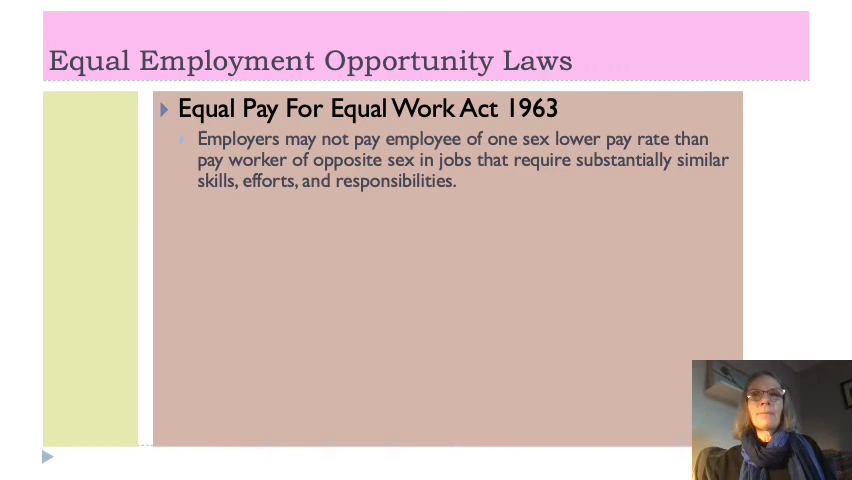 Equal Employment Opportunity Laws
Equal Pay For Equal Work Act 1963
Employers may not pay employee of one sex lower pay rate than
pay worker of opposite sex in jobs that require substantially similar
skills, efforts, and responsibilities.